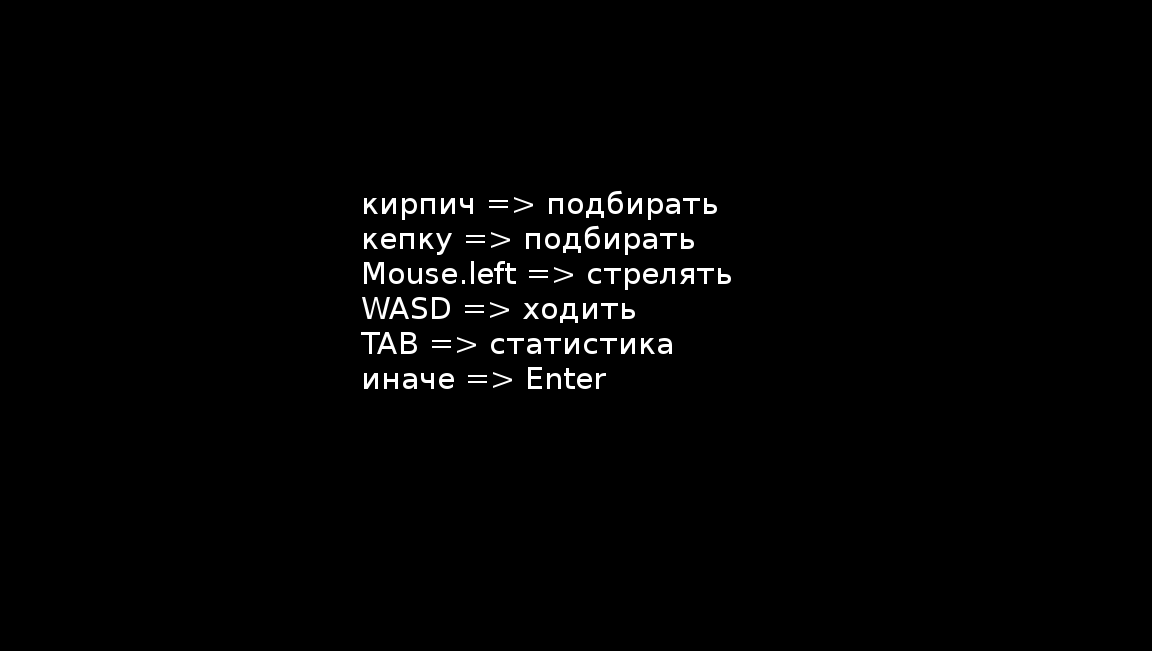 кирпич => подбирать
кепку => подбирать
Mouse.left => стрелять
WASD => ходить
TAB => статистика
иначе => Enter